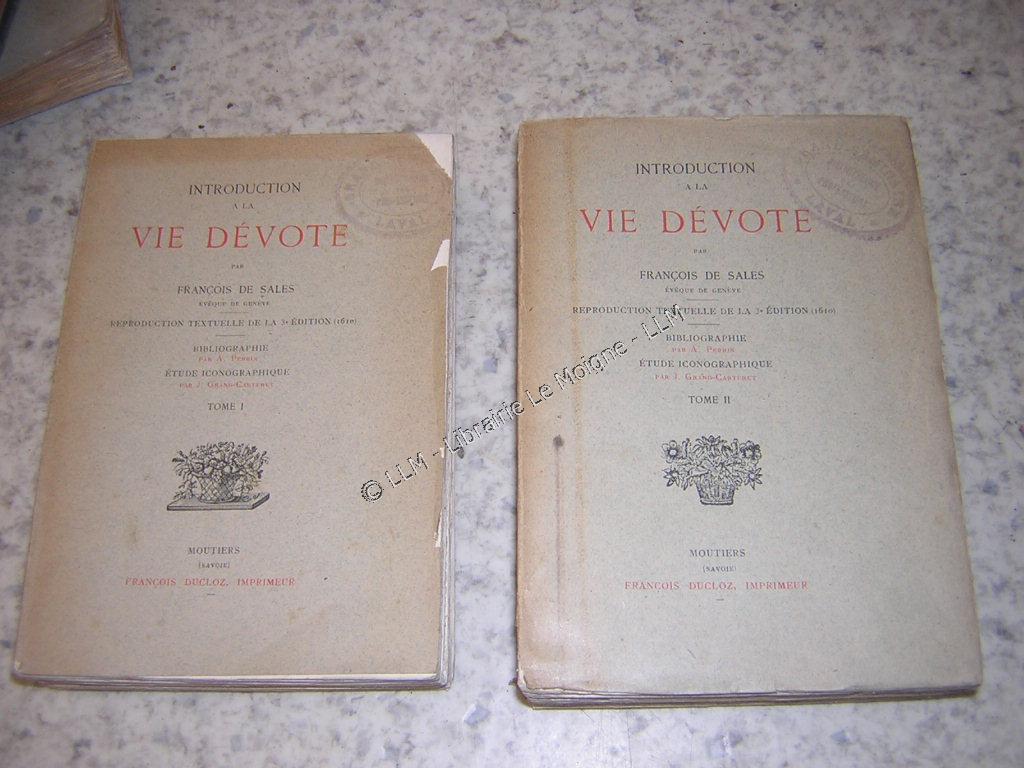 INTRODUCTION
A LA
VIE DÉVOTE
PAR
FRANÇOIS DE SALES
ÉVÊQUE DE GENÈVE
REPRODUCTION TEXTUELLE DE LA 3e ÉDITION (1610)
BIBLIOGRAPHIE
PAR A. PERRIN
ÉTUDE ICONOGRAPHIQUE
PAR J. GRAND-CARTERET
TOME I
MOUTIERS
(SAVOIE)
FRANÇOIS DUCLOZ, IMPRIMEUR
LAVAL
INTRODUCTION
A LA
VIE DÉVOTE
PAR
FRANÇOIS DE SALES
ÉVÊQUE DE GENÈVE
REPRODUCTION TEXTUELLE DE LA 3e ÉDITION (1610)
BIBLIOGRAPHIE
PAR A. PERRIN
ÉTUDE ICONOGRAPHIQUE
PAR J. GRAND-CARTERET
TOME II
MOUTIERS
(SAVOIE)
FRANÇOIS DUCLOZ, IMPRIMEUR
LAVAL
© LLM - Librairie Le Moigne - LLM